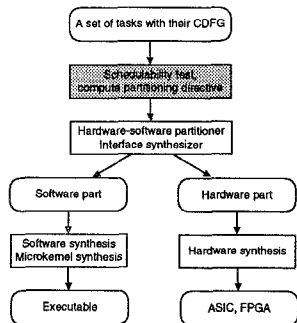 A set of tasks with their CDFG
Schedulability test,
compute partitioning directive
Hardware-software partitioner
Interface synthesizer
Software part
Hardware part
Software synthesis
Microkernel synthesis
Hardware synthesis
Executable
ASIC, FPGA